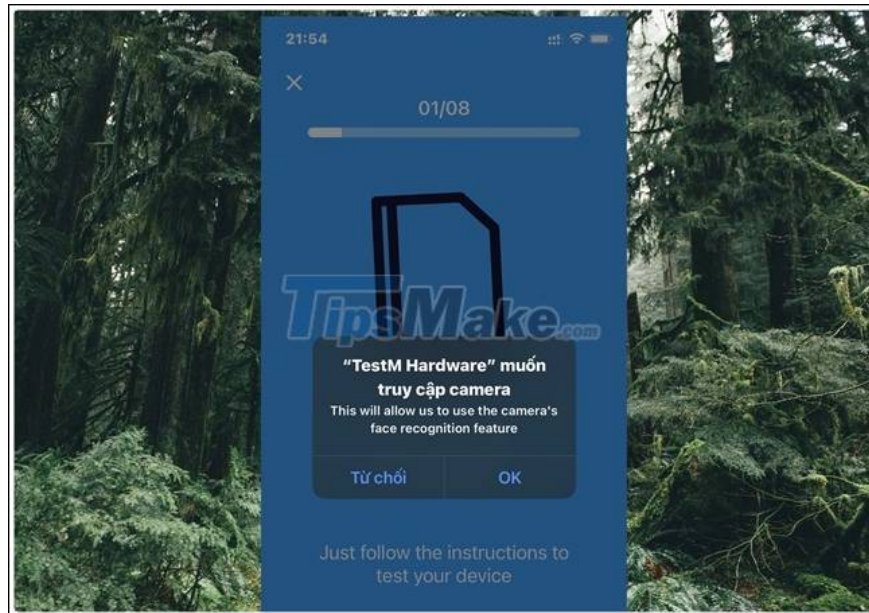 21:54
01/08
TipsMake.com
“TestM Hardware” muốn
truy cập camera
This will allow us to use the camera's
face recognition feature
Từ chối
OK
Just follow the instructions to
test your device